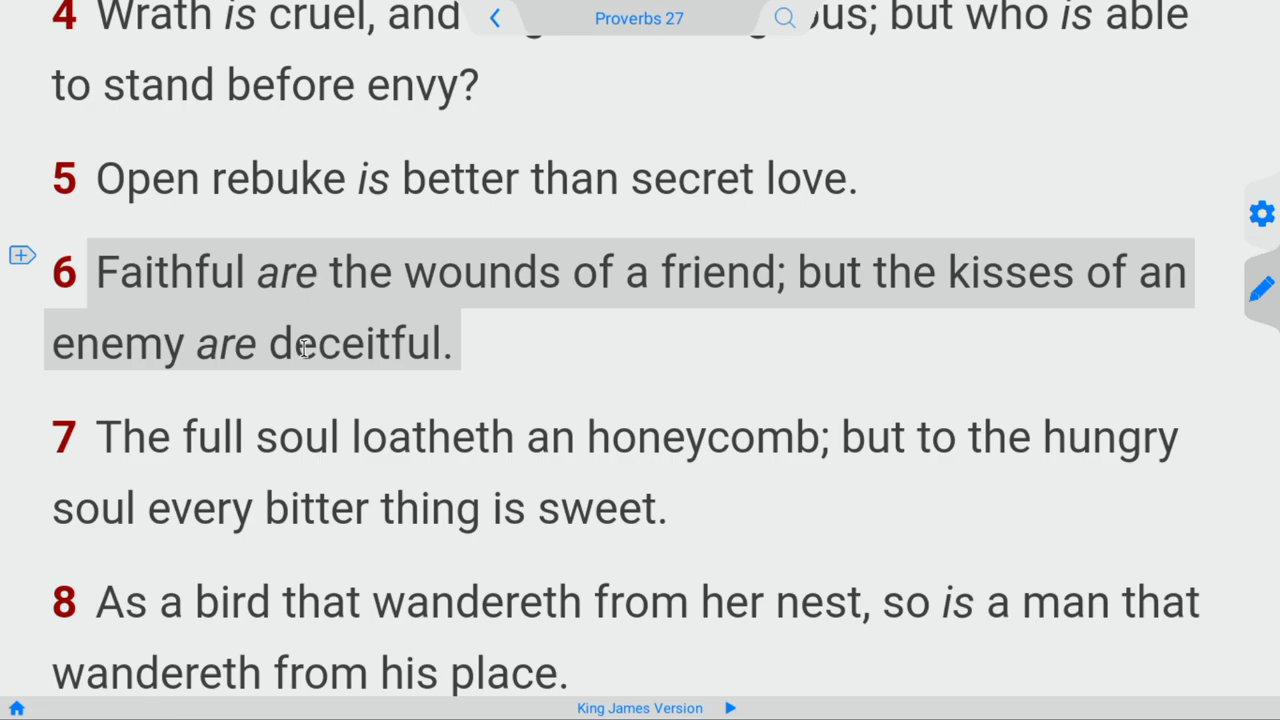 Proverbs 27
4 Wrath is cruel, and ous; but who is able
to stand before envy?
5 Open rebuke is better than secret love.
6 Faithful are the wounds of a friend; but the kisses of an
enemy are deceitful.
7 The full soul loatheth an honeycomb; but to the hungry
soul every bitter thing is sweet.
8 As a bird that wandereth from her nest, so is a man that
wandereth from his place.
King James Version